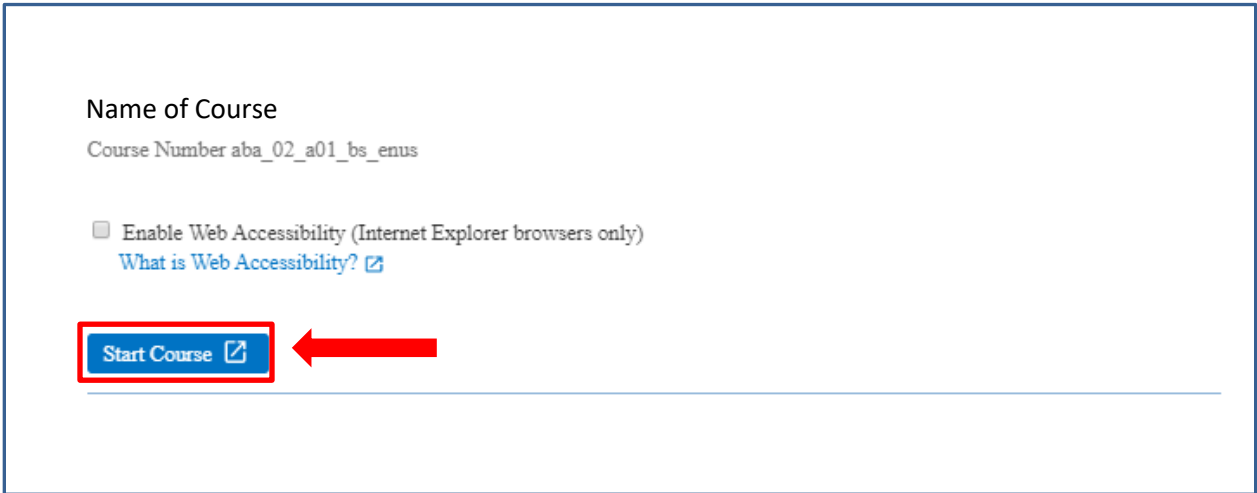 Name of Course
Course Number aba_02_a01_bs_enus
Enable Web Accessibility (Internet Explorer browsers only)
What is Web Accessibility?
Start Course